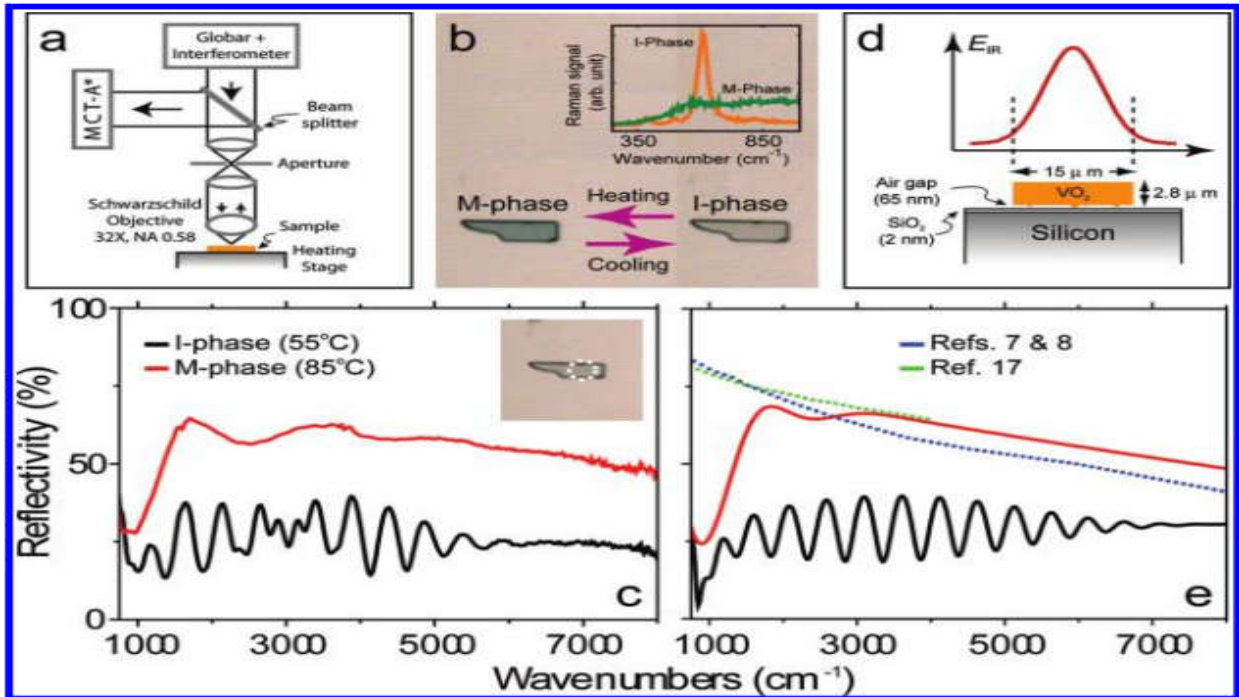 a
Globar +
Interferometer
MCT-A*
Beam
splitter
Aperture
Schwarzschild
Objective
32X, NA 0.58
Sample
Heating
Stage
b
I-Phase
M-Phase
Raman signal
(arb. unit)
350
850
Wavenumber (cm⁻¹)
M-phase
Heating
I-phase
Cooling
d
E_IR
15 μ m
Air gap
(65 nm)
VO₂
2.8 μ m
SiO₂
(2 nm)
Silicon
Reflectivity (%)
100
50
0
I-phase (55°C)
M-phase (85°C)
c
1000
3000
5000
7000
Refs. 7 & 8
Ref. 17
e
1000
3000
5000
7000
Wavenumbers (cm⁻¹)